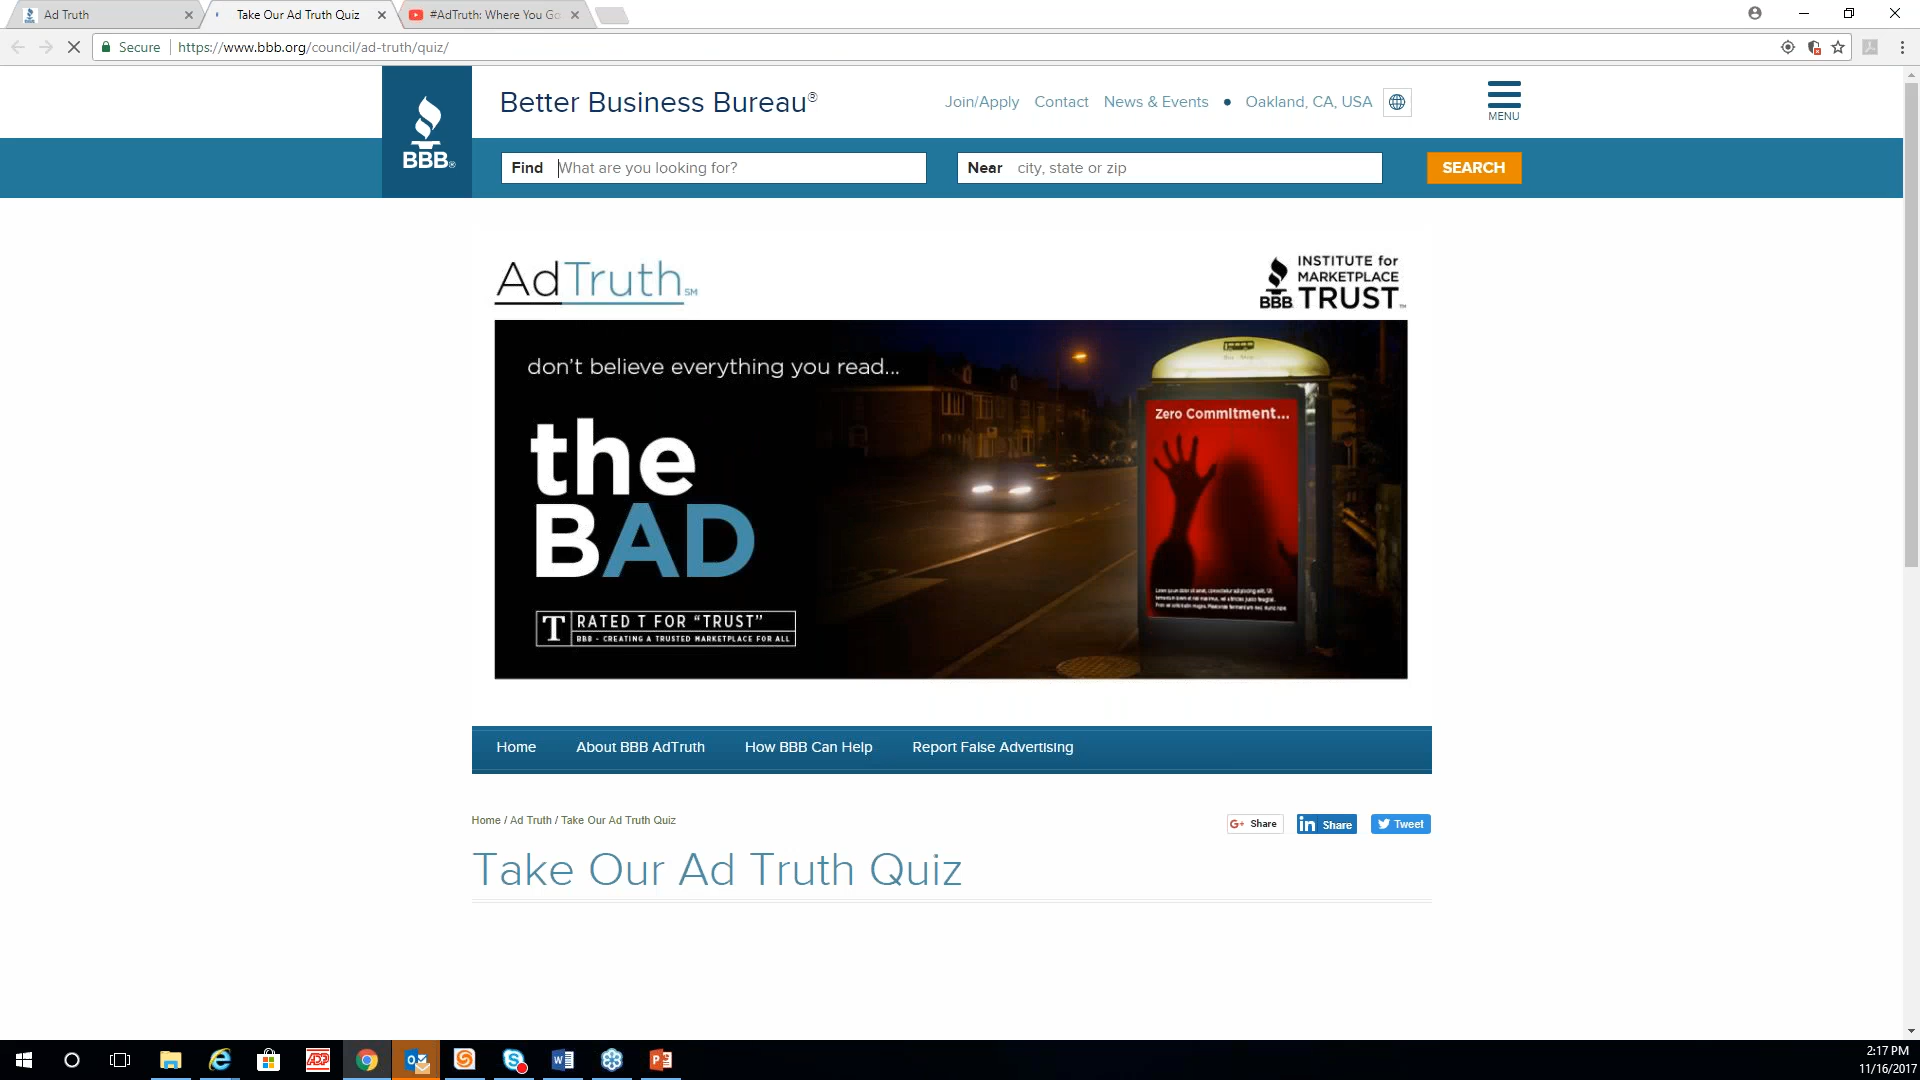 Ad Truth
Take Our Ad Truth Quiz
#AdTruth: Where You Go
Secure
https://www.bbb.org/council/ad-truth/quiz/
BBB®
Better Business Bureau®
Join/Apply
Contact
News & Events
Oakland, CA, USA
MENU
Find
What are you looking for?
Near
city, state or zip
SEARCH
AdTruth SM
INSTITUTE for
MARKETPLACE
BBB TRUST™
don't believe everything you read...
the
BAD
T RATED T FOR "TRUST"
BBB - CREATING A TRUSTED MARKETPLACE FOR ALL
Zero Commitment...
Home
About BBB AdTruth
How BBB Can Help
Report False Advertising
Home / Ad Truth / Take Our Ad Truth Quiz
G+ Share
in Share
Tweet
Take Our Ad Truth Quiz
2:17 PM
11/16/2017